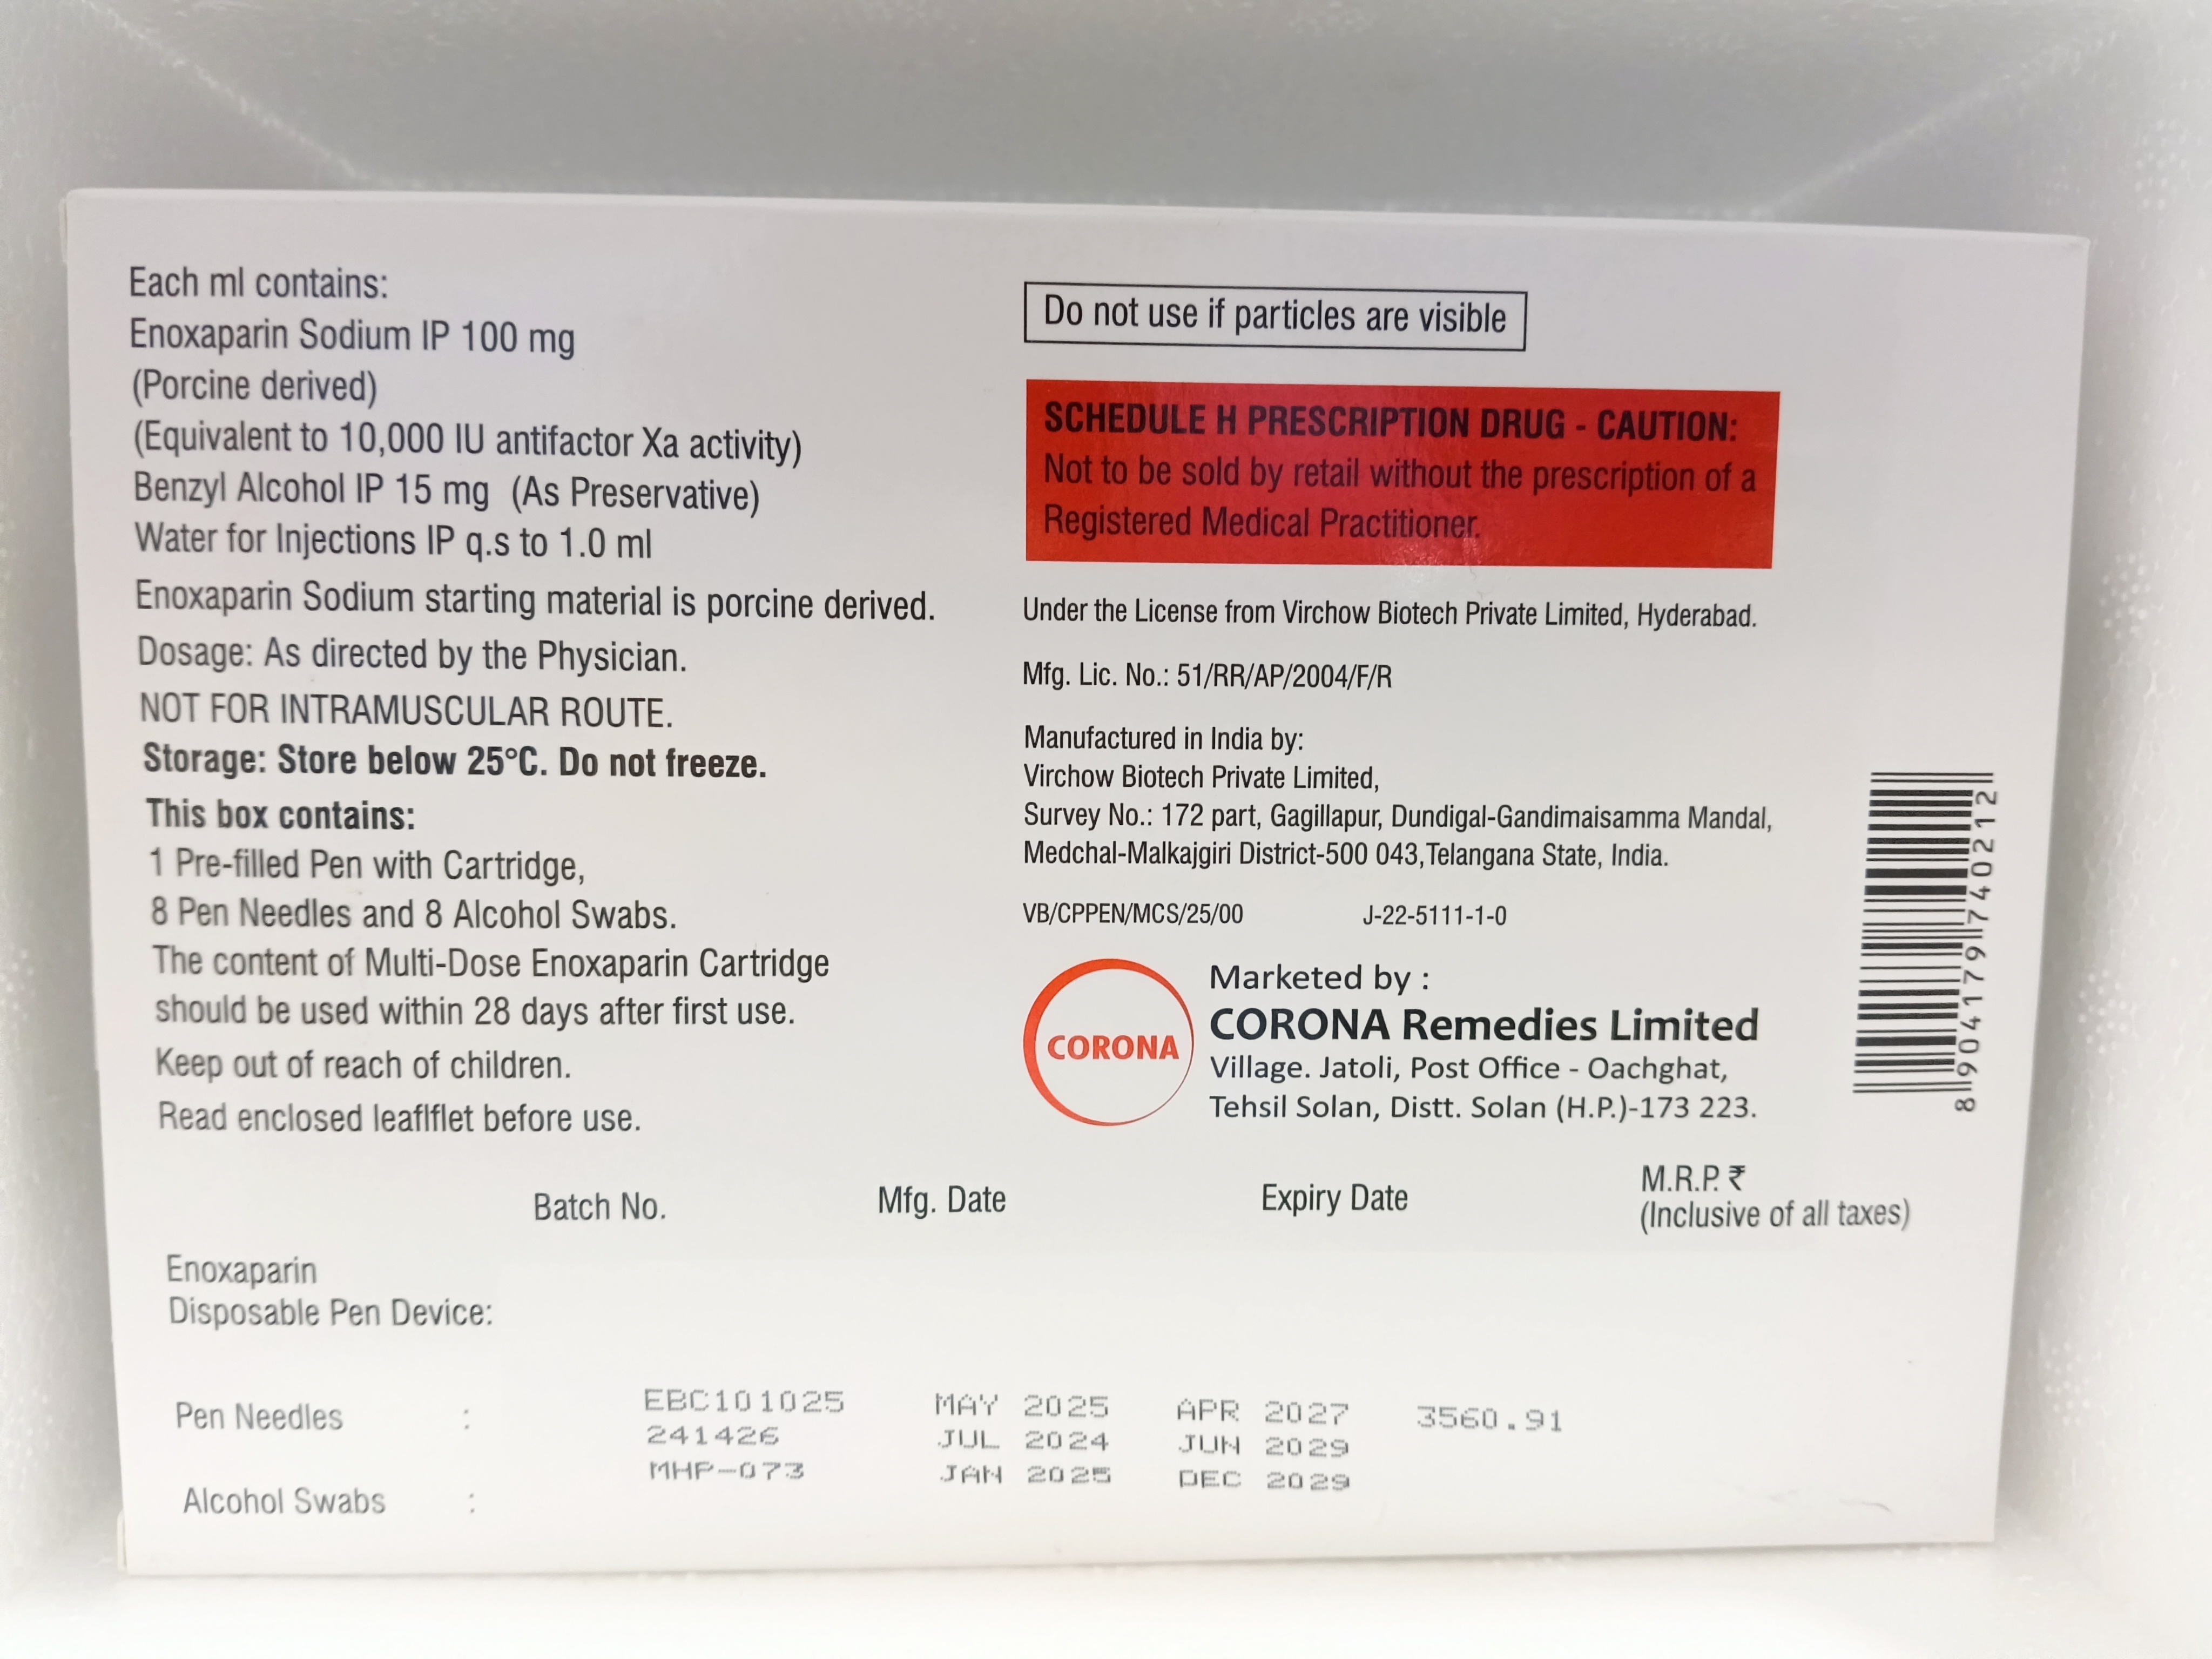 Each ml contains:
Enoxaparin Sodium IP 100 mg
(Porcine derived)
(Equivalent to 10,000 IU antifactor Xa activity)
Benzyl Alcohol IP 15 mg (As Preservative)
Water for Injections IP q.s to 1.0 ml
Enoxaparin Sodium starting material is porcine derived.
Dosage: As directed by the Physician.
NOT FOR INTRAMUSCULAR ROUTE.
Storage: Store below 25°C. Do not freeze.
This box contains:
1 Pre-filled Pen with Cartridge,
8 Pen Needles and 8 Alcohol Swabs.
The content of Multi-Dose Enoxaparin Cartridge
should be used within 28 days after first use.
Keep out of reach of children.
Read enclosed leaflflet before use.
Do not use if particles are visible
SCHEDULE H PRESCRIPTION DRUG - CAUTION:
Not to be sold by retail without the prescription of a
Registered Medical Practitioner.
Under the License from Virchow Biotech Private Limited, Hyderabad.
Mfg. Lic. No.: 51/RR/AP/2004/F/R
Manufactured in India by:
Virchow Biotech Private Limited,
Survey No.: 172 part, Gagillapur, Dundigal-Gandimaisamma Mandal,
Medchal-Malkajgiri District-500 043,Telangana State, India.
VB/CPPEN/MCS/25/00 J-22-5111-1-0
CORONA
Marketed by :
CORONA Remedies Limited
Village. Jatoli, Post Office - Oachghat,
Tehsil Solan, Distt. Solan (H.P.)-173 223.
8 904179 740212
Batch No. Mfg. Date Expiry Date M.R.P. ₹
(Inclusive of all taxes)
Enoxaparin
Disposable Pen Device:
EBC101025 MAY 2025 APR 2027 3560.91
Pen Needles :
241426 JUL 2024 JUN 2029
MHP-073 JAN 2025 DEC 2029
Alcohol Swabs :